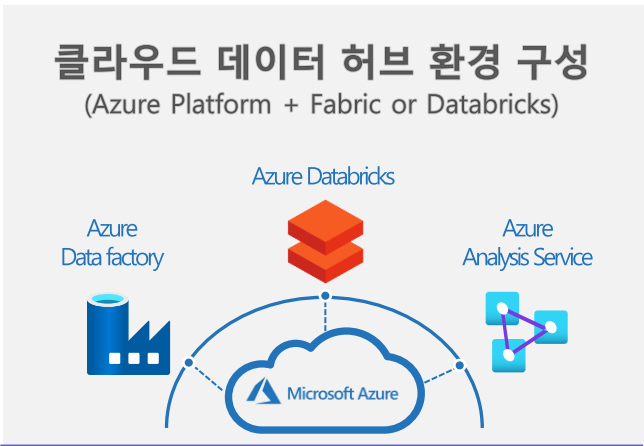 클라우드 데이터 허브 환경 구성
(Azure Platform + Fabric or Databricks)
Azure Databricks
Azure
Data factory
Azure
Analysis Service
Microsoft Azure